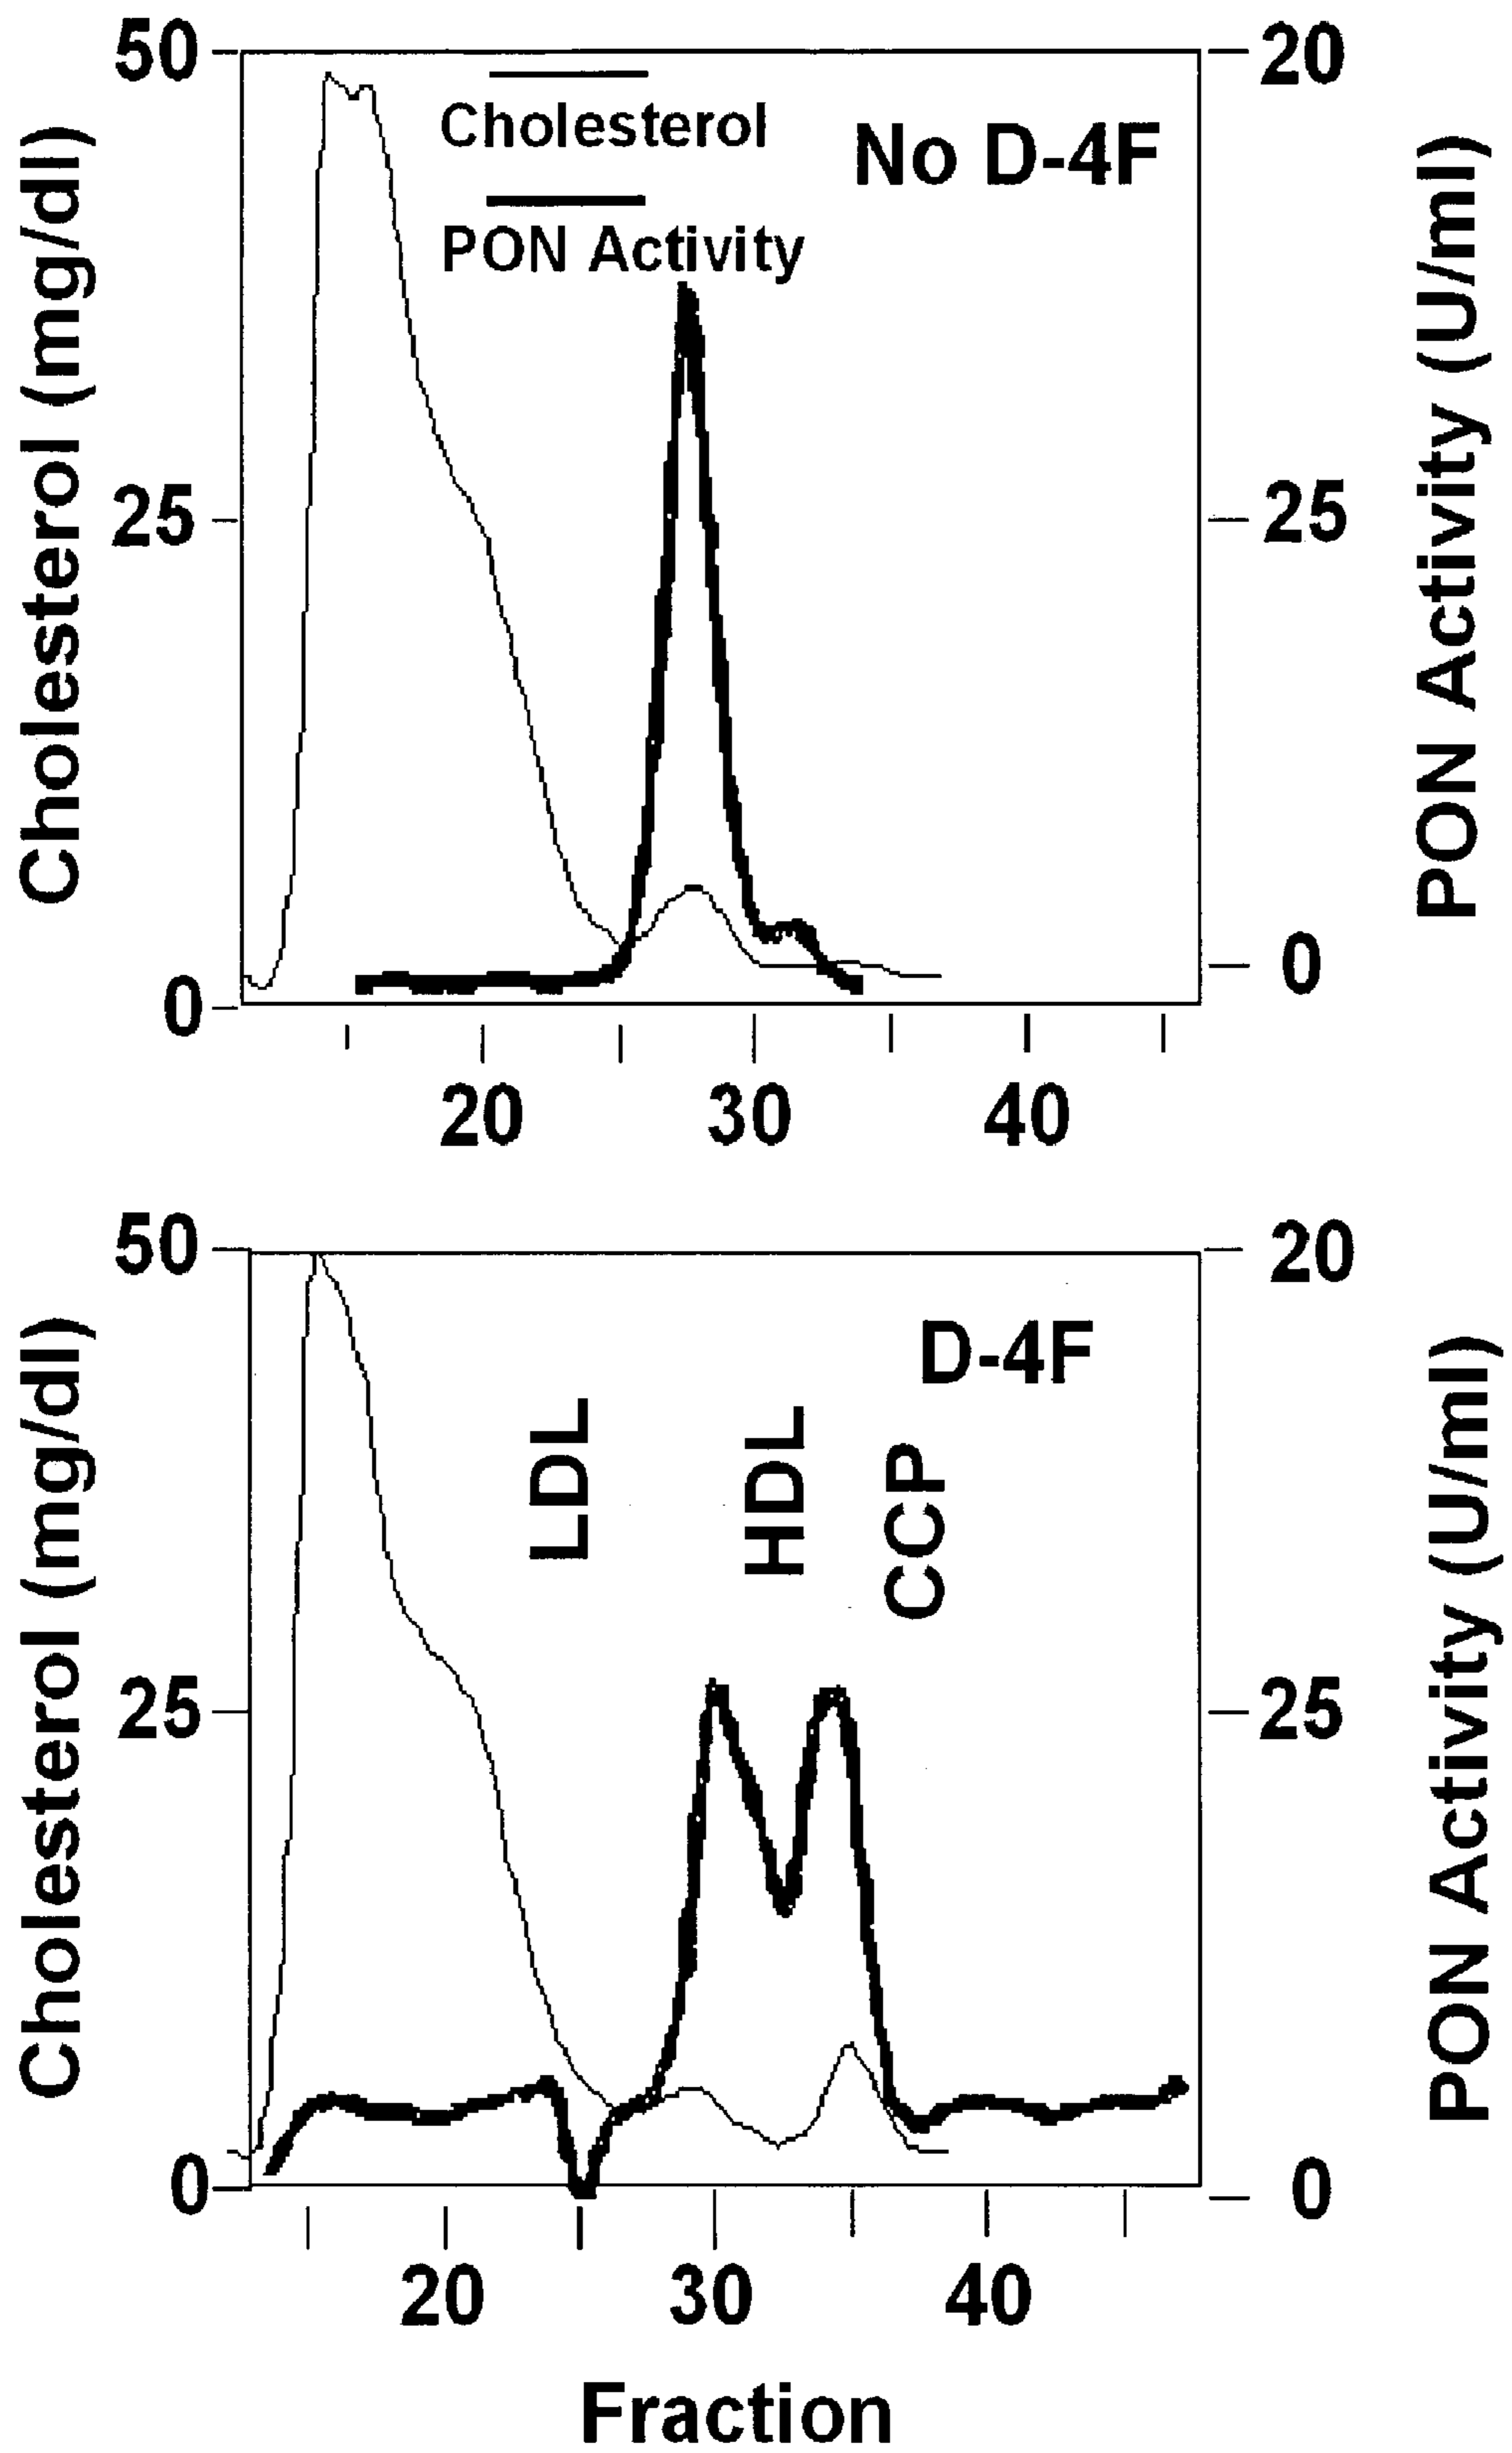 50
20
Cholesterol
No D-4F
PON Activity
Cholesterol (mg/dl)
PON Activity (U/ml)
25
25
0
0
20 30 40
50
20
D-4F
LDL
HDL
CCP
Cholesterol (mg/dl)
PON Activity (U/ml)
25
25
0
0
20 30 40
Fraction